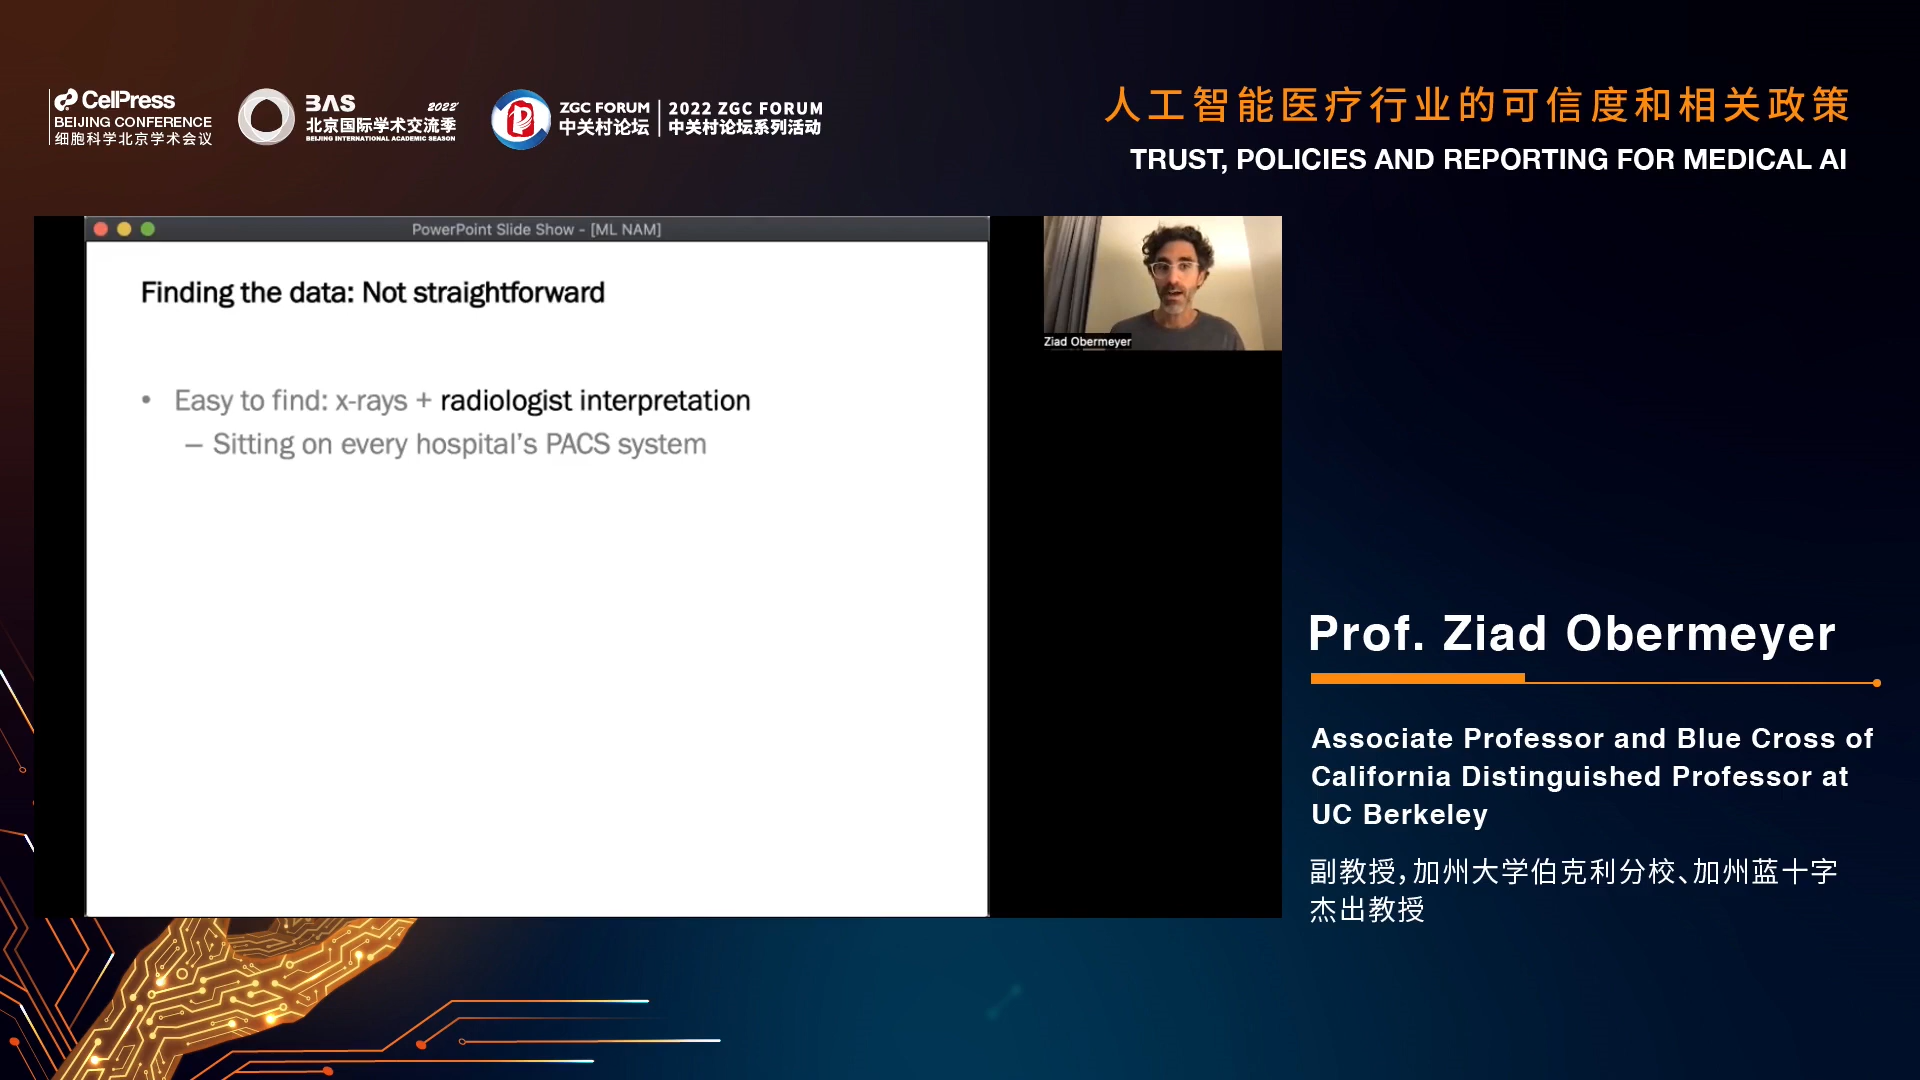 CellPress
BEIJING CONFERENCE
细胞科学北京学术会议
BAS 2022
北京国际学术交流季
BEIJING INTERNATIONAL ACADEMIC SEASON
ZGC FORUM
中关村论坛
2022 ZGC FORUM
中关村论坛系列活动
人工智能医疗行业的可信度和相关政策
TRUST, POLICIES AND REPORTING FOR MEDICAL AI
PowerPoint Slide Show - [ML NAM]
Finding the data: Not straightforward
• Easy to find: x-rays + radiologist interpretation
– Sitting on every hospital's PACS system
Ziad Obermeyer
Prof. Ziad Obermeyer
Associate Professor and Blue Cross of
California Distinguished Professor at
UC Berkeley
副教授，加州大学伯克利分校、加州蓝十字
杰出教授